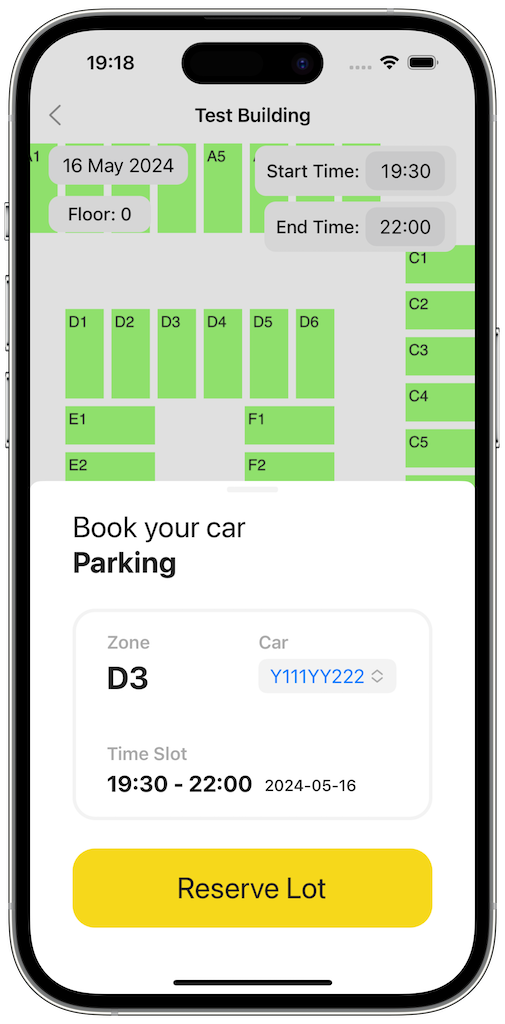 19:18
Test Building
A1
16 May 2024
A5
A
Start Time: 19:30
Floor: 0
End Time: 22:00
C1
C2
D1 D2 D3 D4 D5 D6
C3
C4
E1 F1
C5
E2 F2
Book your car
Parking
Zone Car
D3 Y111YY222
Time Slot
19:30 - 22:00 2024-05-16
Reserve Lot